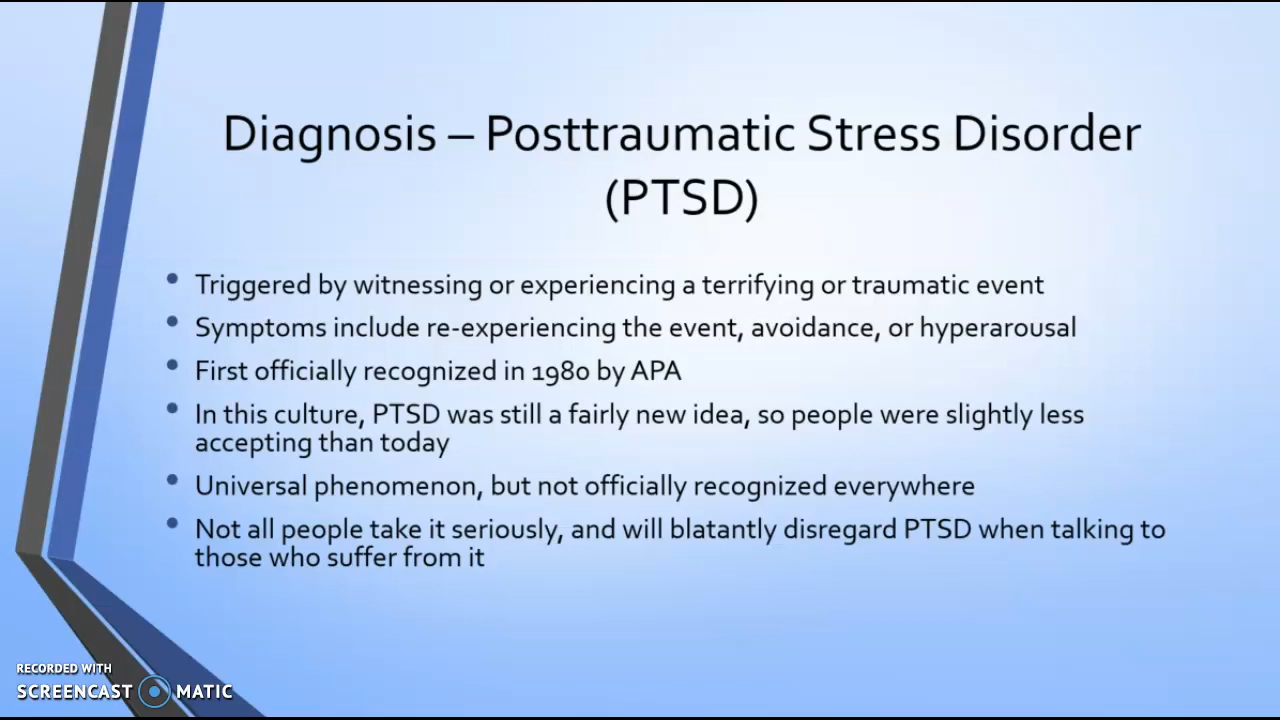 Diagnosis – Posttraumatic Stress Disorder
(PTSD)
• Triggered by witnessing or experiencing a terrifying or traumatic event
• Symptoms include re-experiencing the event, avoidance, or hyperarousal
• First officially recognized in 1980 by APA
• In this culture, PTSD was still a fairly new idea, so people were slightly less
accepting than today
• Universal phenomenon, but not officially recognized everywhere
• Not all people take it seriously, and will blatantly disregard PTSD when talking to
those who suffer from it
RECORDED WITH
SCREENCAST MATIC